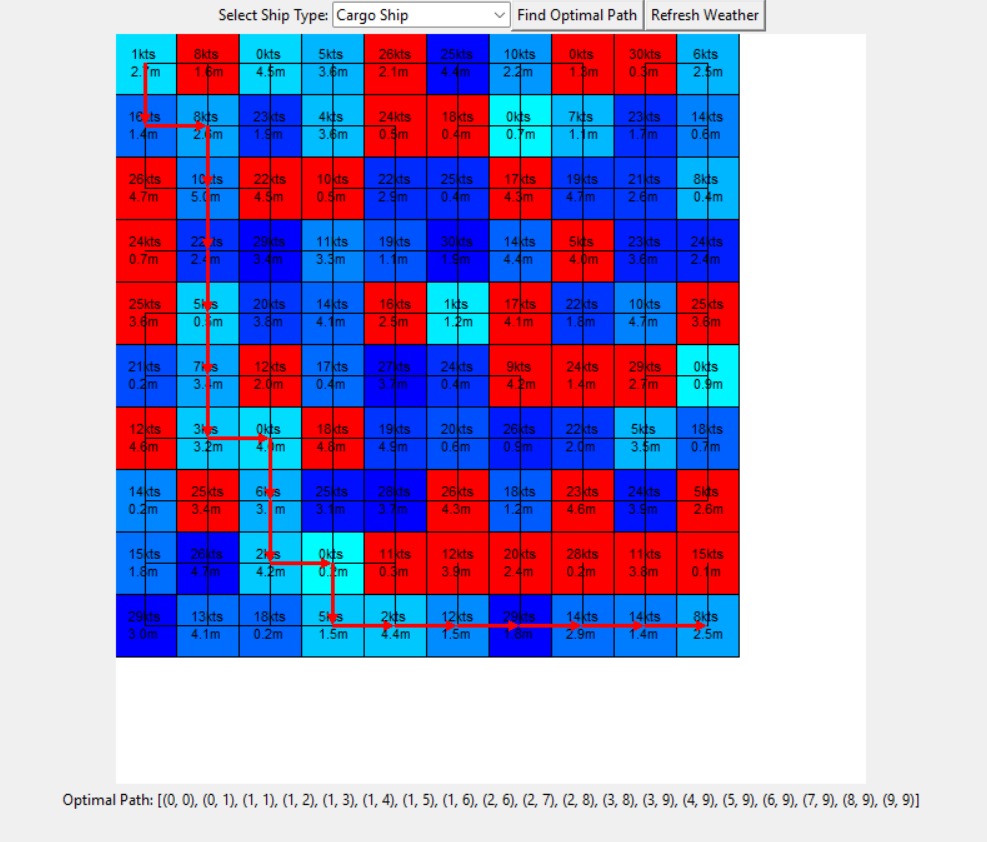 Select Ship Type: Cargo Ship Find Optimal Path Refresh Weather
1kts 8kts 0kts 5kts 26kts 25kts 10kts 0kts 30kts 6kts
2.7m 1.6m 4.5m 3.6m 2.1m 4.4m 2.2m 1.3m 0.3m 2.5m
16kts 8kts 23kts 4kts 24kts 18kts 0kts 7kts 23kts 14kts
1.4m 2.6m 1.9m 3.6m 0.5m 0.4m 0.7m 1.1m 1.7m 0.6m
26kts 10kts 22kts 10kts 22kts 25kts 17kts 19kts 21kts 8kts
4.7m 5.0m 4.5m 0.5m 2.9m 0.4m 4.3m 4.7m 2.6m 0.4m
24kts 22kts 29kts 11kts 19kts 30kts 14kts 5kts 23kts 24kts
0.7m 2.4m 3.4m 3.3m 1.1m 1.9m 4.4m 4.0m 3.6m 2.4m
25kts 5kts 20kts 14kts 16kts 1kts 17kts 22kts 10kts 25kts
3.6m 0.5m 3.8m 4.1m 2.5m 1.2m 4.1m 1.8m 4.7m 3.6m
21kts 7kts 12kts 17kts 27kts 24kts 9kts 24kts 29kts 0kts
0.2m 3.4m 2.0m 0.4m 3.7m 0.4m 4.2m 1.4m 2.7m 0.9m
12kts 3kts 0kts 18kts 19kts 20kts 26kts 22kts 5kts 18kts
4.6m 3.2m 4.8m 4.9m 0.6m 0.9m 2.0m 3.5m 0.7m
14kts 25kts 6kts 25kts 28kts 26kts 18kts 23kts 24kts 5kts
0.2m 3.4m 3.1m 3.1m 3.7m 4.3m 1.2m 4.6m 3.9m 2.6m
15kts 28kts 2kts 0kts 11kts 12kts 20kts 28kts 11kts 15kts
1.8m 4.7m 4.2m 0.2m 0.3m 3.9m 2.4m 0.2m 3.8m 0.1m
29kts 13kts 18kts 5kts 2kts 12kts 29kts 14kts 14kts 8kts
3.0m 4.1m 0.2m 1.5m 4.4m 1.5m 1.6m 2.9m 1.4m 2.5m
Optimal Path: [(0, 0), (0, 1), (1, 1), (1, 2), (1, 3), (1, 4), (1, 5), (1, 6), (2, 6), (2, 7), (2, 8), (3, 8), (3, 9), (4, 9), (5, 9), (6, 9), (7, 9), (8, 9), (9, 9)]